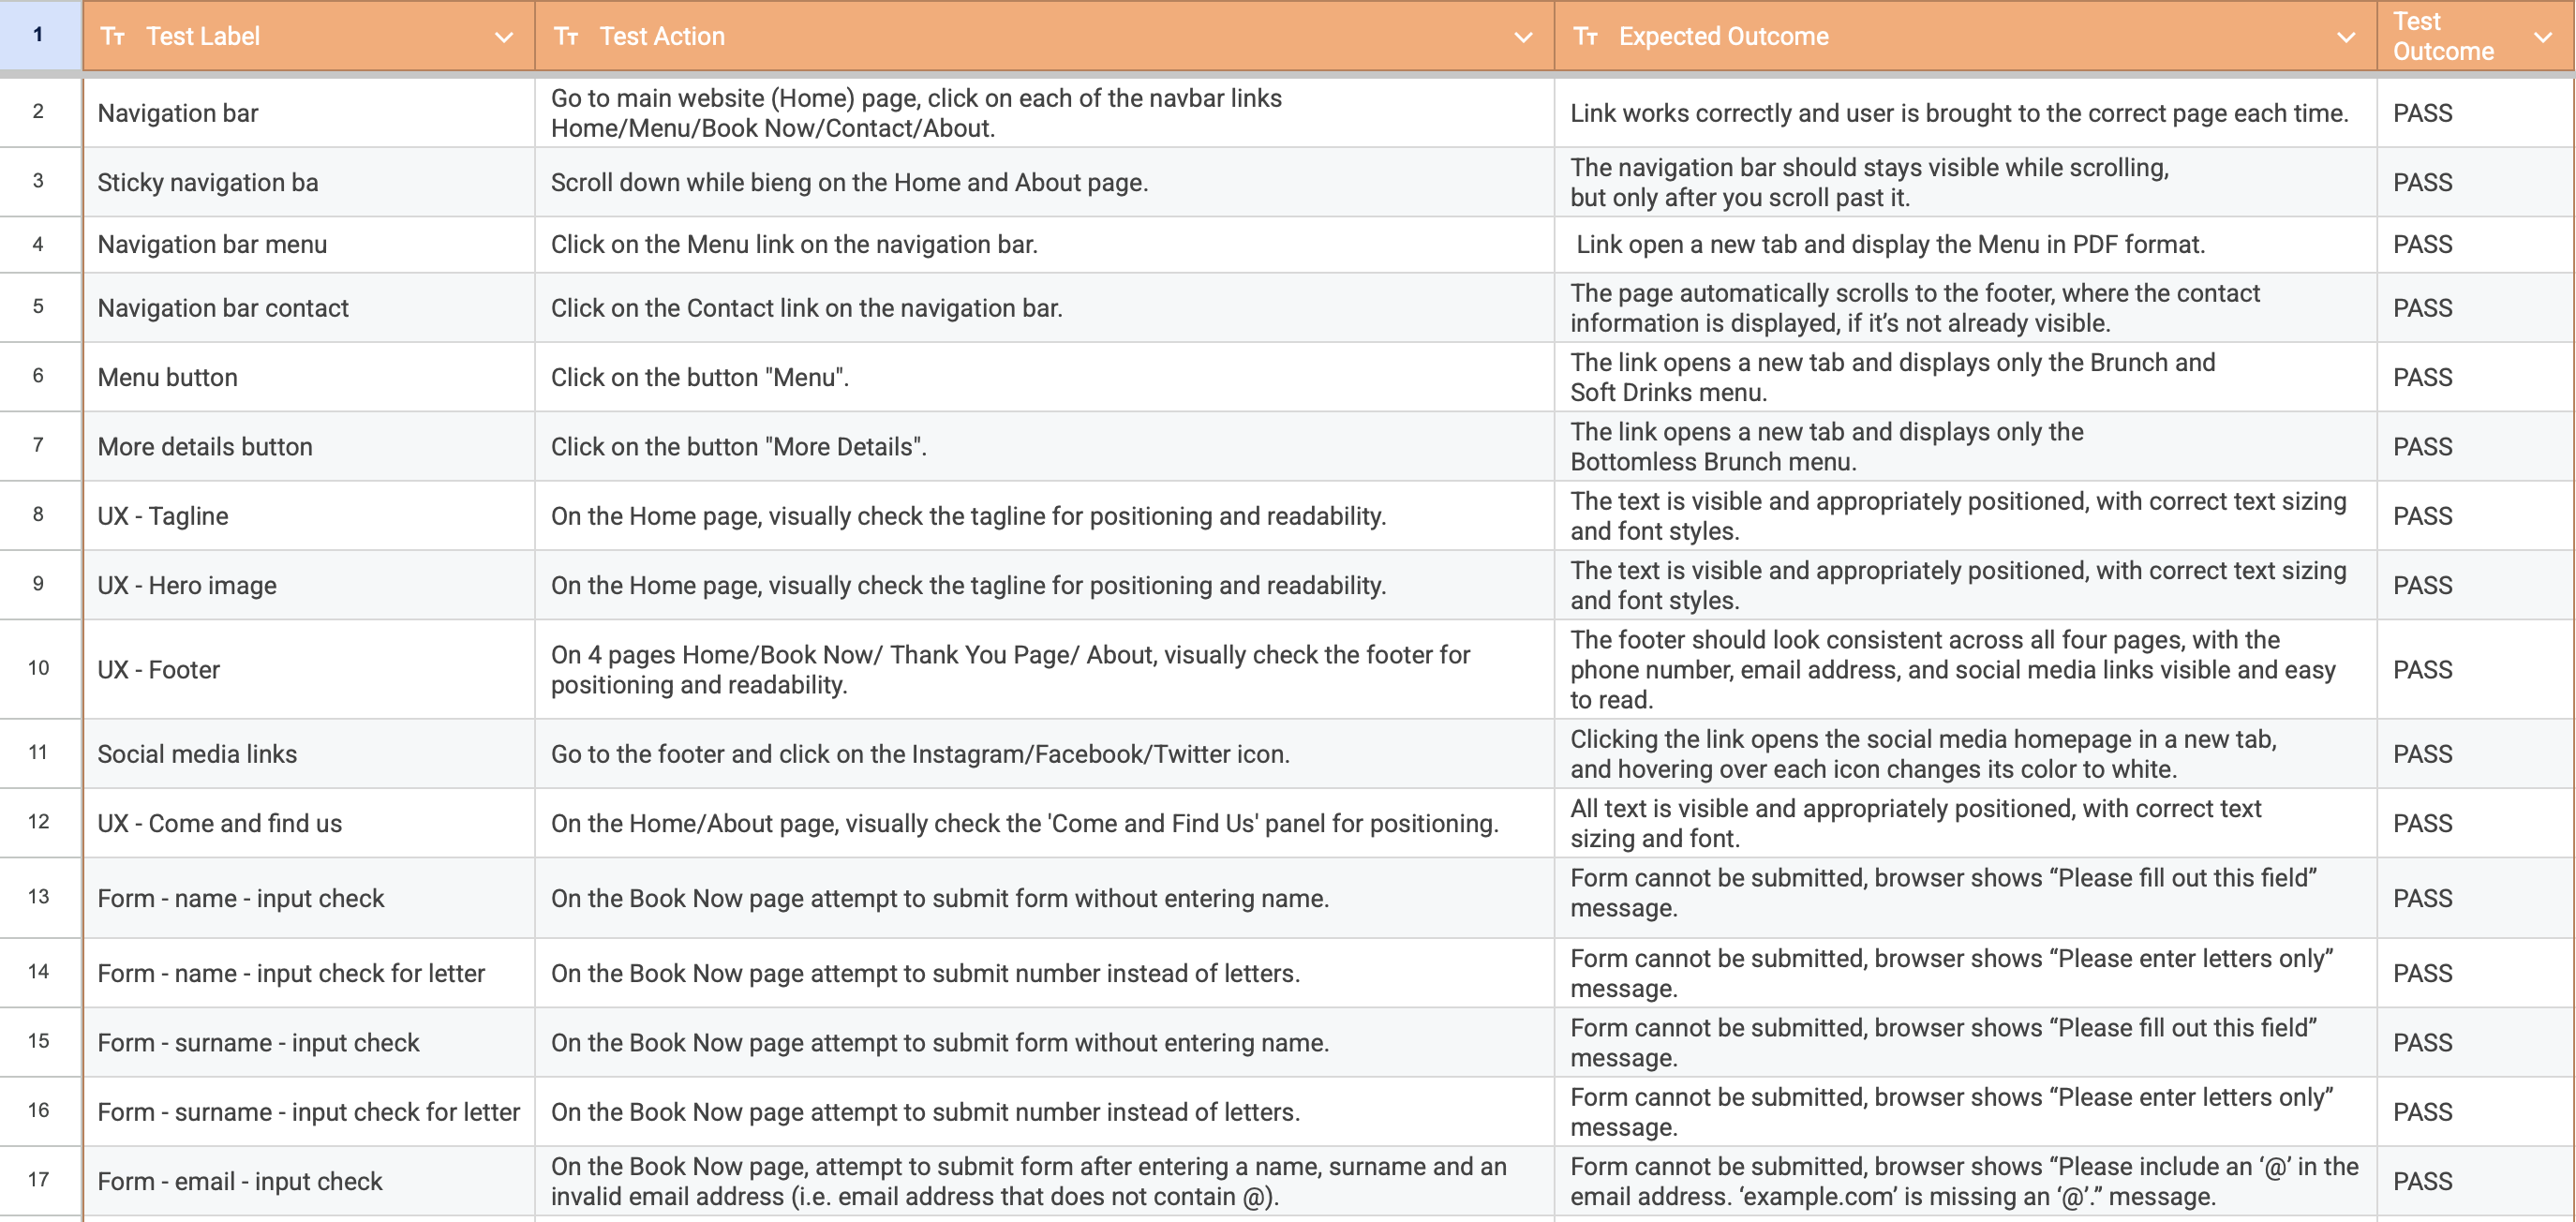 1 Test Label Test Action Expected Outcome Test
Outcome
2 Navigation bar
Go to main website (Home) page, click on each of the navbar links
Home/Menu/Book Now/Contact/About.
Link works correctly and user is brought to the correct page each time.
PASS
3 Sticky navigation ba
Scroll down while bieng on the Home and About page.
The navigation bar should stays visible while scrolling,
but only after you scroll past it.
PASS
4 Navigation bar menu
Click on the Menu link on the navigation bar.
Link open a new tab and display the Menu in PDF format.
PASS
5 Navigation bar contact
Click on the Contact link on the navigation bar.
The page automatically scrolls to the footer, where the contact
information is displayed, if it’s not already visible.
PASS
6 Menu button
Click on the button "Menu".
The link opens a new tab and displays only the Brunch and
Soft Drinks menu.
PASS
7 More details button
Click on the button "More Details".
The link opens a new tab and displays only the
Bottomless Brunch menu.
PASS
8 UX - Tagline
On the Home page, visually check the tagline for positioning and readability.
The text is visible and appropriately positioned, with correct text sizing
and font styles.
PASS
9 UX - Hero image
On the Home page, visually check the tagline for positioning and readability.
The text is visible and appropriately positioned, with correct text sizing
and font styles.
PASS
10 UX - Footer
On 4 pages Home/Book Now/ Thank You Page/ About, visually check the footer for
positioning and readability.
The footer should look consistent across all four pages, with the
phone number, email address, and social media links visible and easy
to read.
PASS
11 Social media links
Go to the footer and click on the Instagram/Facebook/Twitter icon.
Clicking the link opens the social media homepage in a new tab,
and hovering over each icon changes its color to white.
PASS
12 UX - Come and find us
On the Home/About page, visually check the 'Come and Find Us' panel for positioning.
All text is visible and appropriately positioned, with correct text
sizing and font.
PASS
13 Form - name - input check
On the Book Now page attempt to submit form without entering name.
Form cannot be submitted, browser shows “Please fill out this field”
message.
PASS
14 Form - name - input check for letter
On the Book Now page attempt to submit number instead of letters.
Form cannot be submitted, browser shows “Please enter letters only”
message.
PASS
15 Form - surname - input check
On the Book Now page attempt to submit form without entering name.
Form cannot be submitted, browser shows “Please fill out this field”
message.
PASS
16 Form - surname - input check for letter
On the Book Now page attempt to submit number instead of letters.
Form cannot be submitted, browser shows “Please enter letters only”
message.
PASS
17 Form - email - input check
On the Book Now page, attempt to submit form after entering a name, surname and an
invalid email address (i.e. email address that does not contain @).
Form cannot be submitted, browser shows “Please include an ‘@’ in the
email address. ‘example.com’ is missing an ‘@’.” message.
PASS